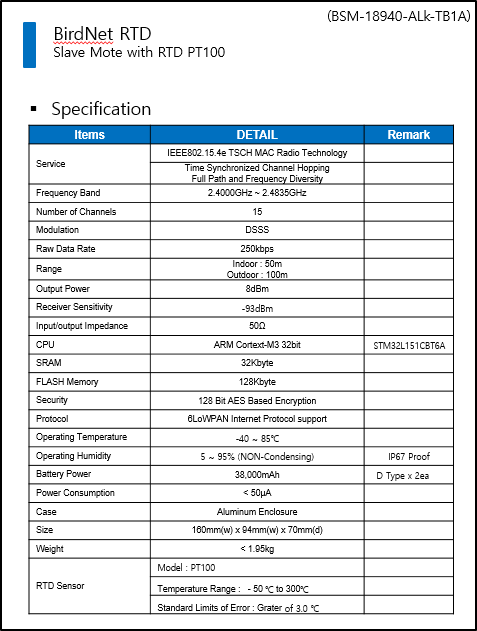 (BSM-18940-ALk-TB1A)
BirdNet RTD
Slave Mote with RTD PT100
▪ Specification
Items DETAIL Remark
Service IEEE802.15.4e TSCH MAC Radio Technology
Time Synchronized Channel Hopping
Full Path and Frequency Diversity
Frequency Band 2.4000GHz ~ 2.4835GHz
Number of Channels 15
Modulation DSSS
Raw Data Rate 250kbps
Range Indoor : 50m
Outdoor : 100m
Output Power 8dBm
Receiver Sensitivity -93dBm
Input/output Impedance 50Ω
CPU ARM Cortext-M3 32bit STM32L151CBT6A
SRAM 32Kbyte
FLASH Memory 128Kbyte
Security 128 Bit AES Based Encryption
Protocol 6LoWPAN Internet Protocol support
Operating Temperature -40 ~ 85℃
Operating Humidity 5 ~ 95% (NON-Condensing) IP67 Proof
Battery Power 38,000mAh D Type x 2ea
Power Consumption < 50μA
Case Aluminum Enclosure
Size 160mm(w) x 94mm(w) x 70mm(d)
Weight < 1.95kg
RTD Sensor Model : PT100
Temperature Range : - 50 ℃ to 300℃
Standard Limits of Error : Grater of 3.0 ℃